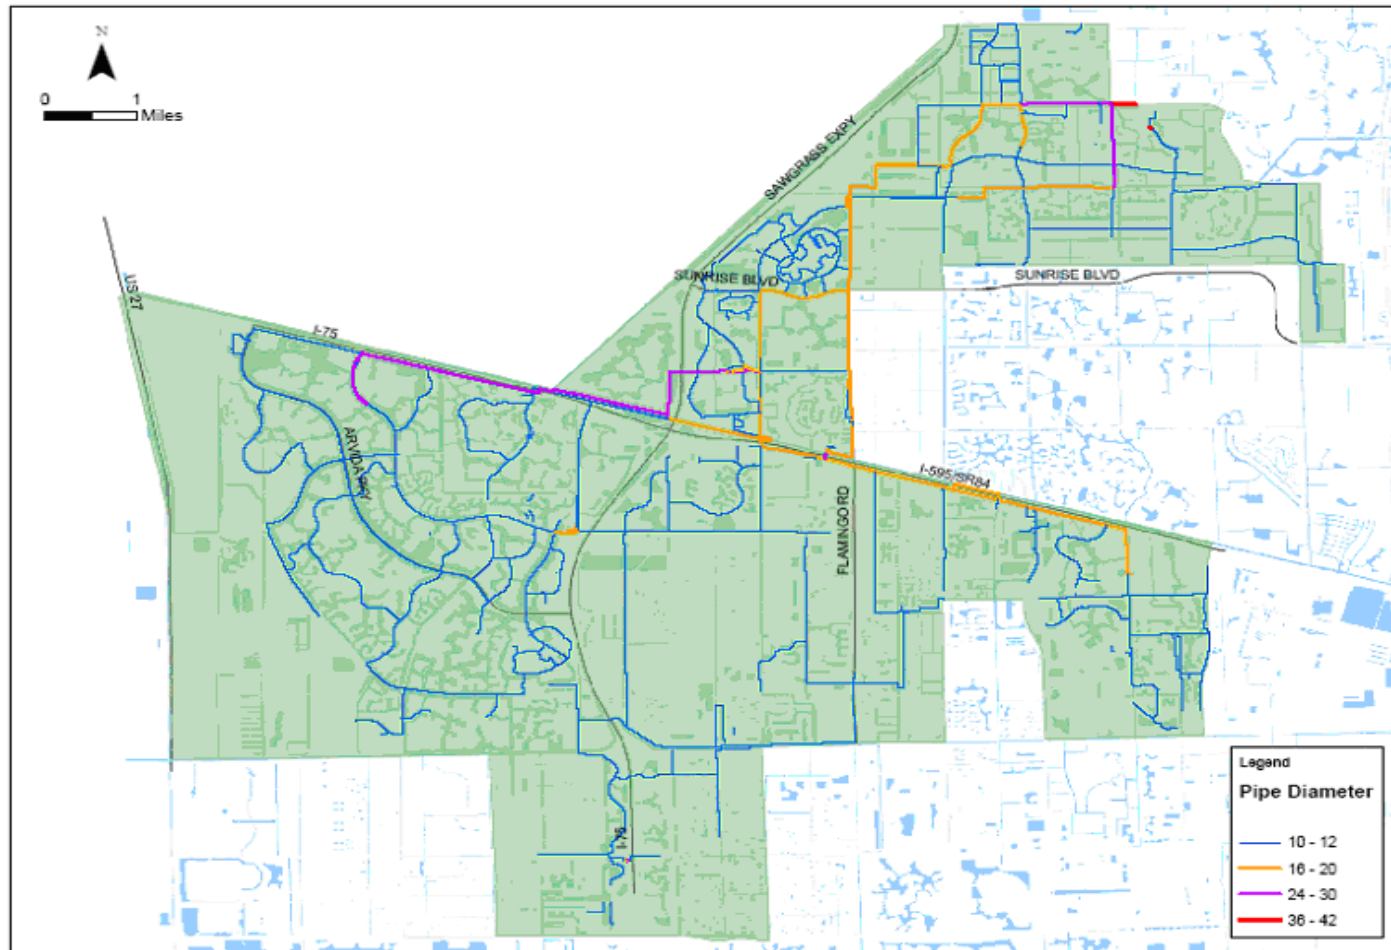 N
0 1
Miles
SAWGRASS EXPY
US 27
SUNRISE BLVD
SUNRISE BLVD
I-75
ARVIDA PKY
I-595/SR84
FLAMINGO RD
I-75
Legend
Pipe Diameter
10 - 12
16 - 20
24 - 30
36 - 42